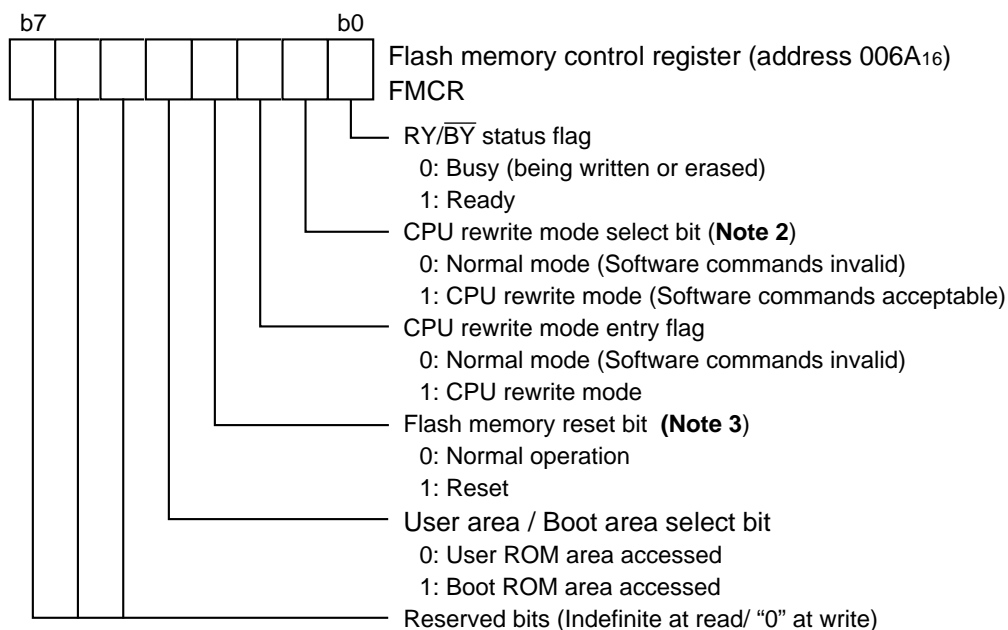 b7 b0
Flash memory control register (address 006A16)
FMCR
RY/BY status flag
0: Busy (being written or erased)
1: Ready
CPU rewrite mode select bit (Note 2)
0: Normal mode (Software commands invalid)
1: CPU rewrite mode (Software commands acceptable)
CPU rewrite mode entry flag
0: Normal mode (Software commands invalid)
1: CPU rewrite mode
Flash memory reset bit (Note 3)
0: Normal operation
1: Reset
User area / Boot area select bit
0: User ROM area accessed
1: Boot ROM area accessed
Reserved bits (Indefinite at read/ “0” at write)